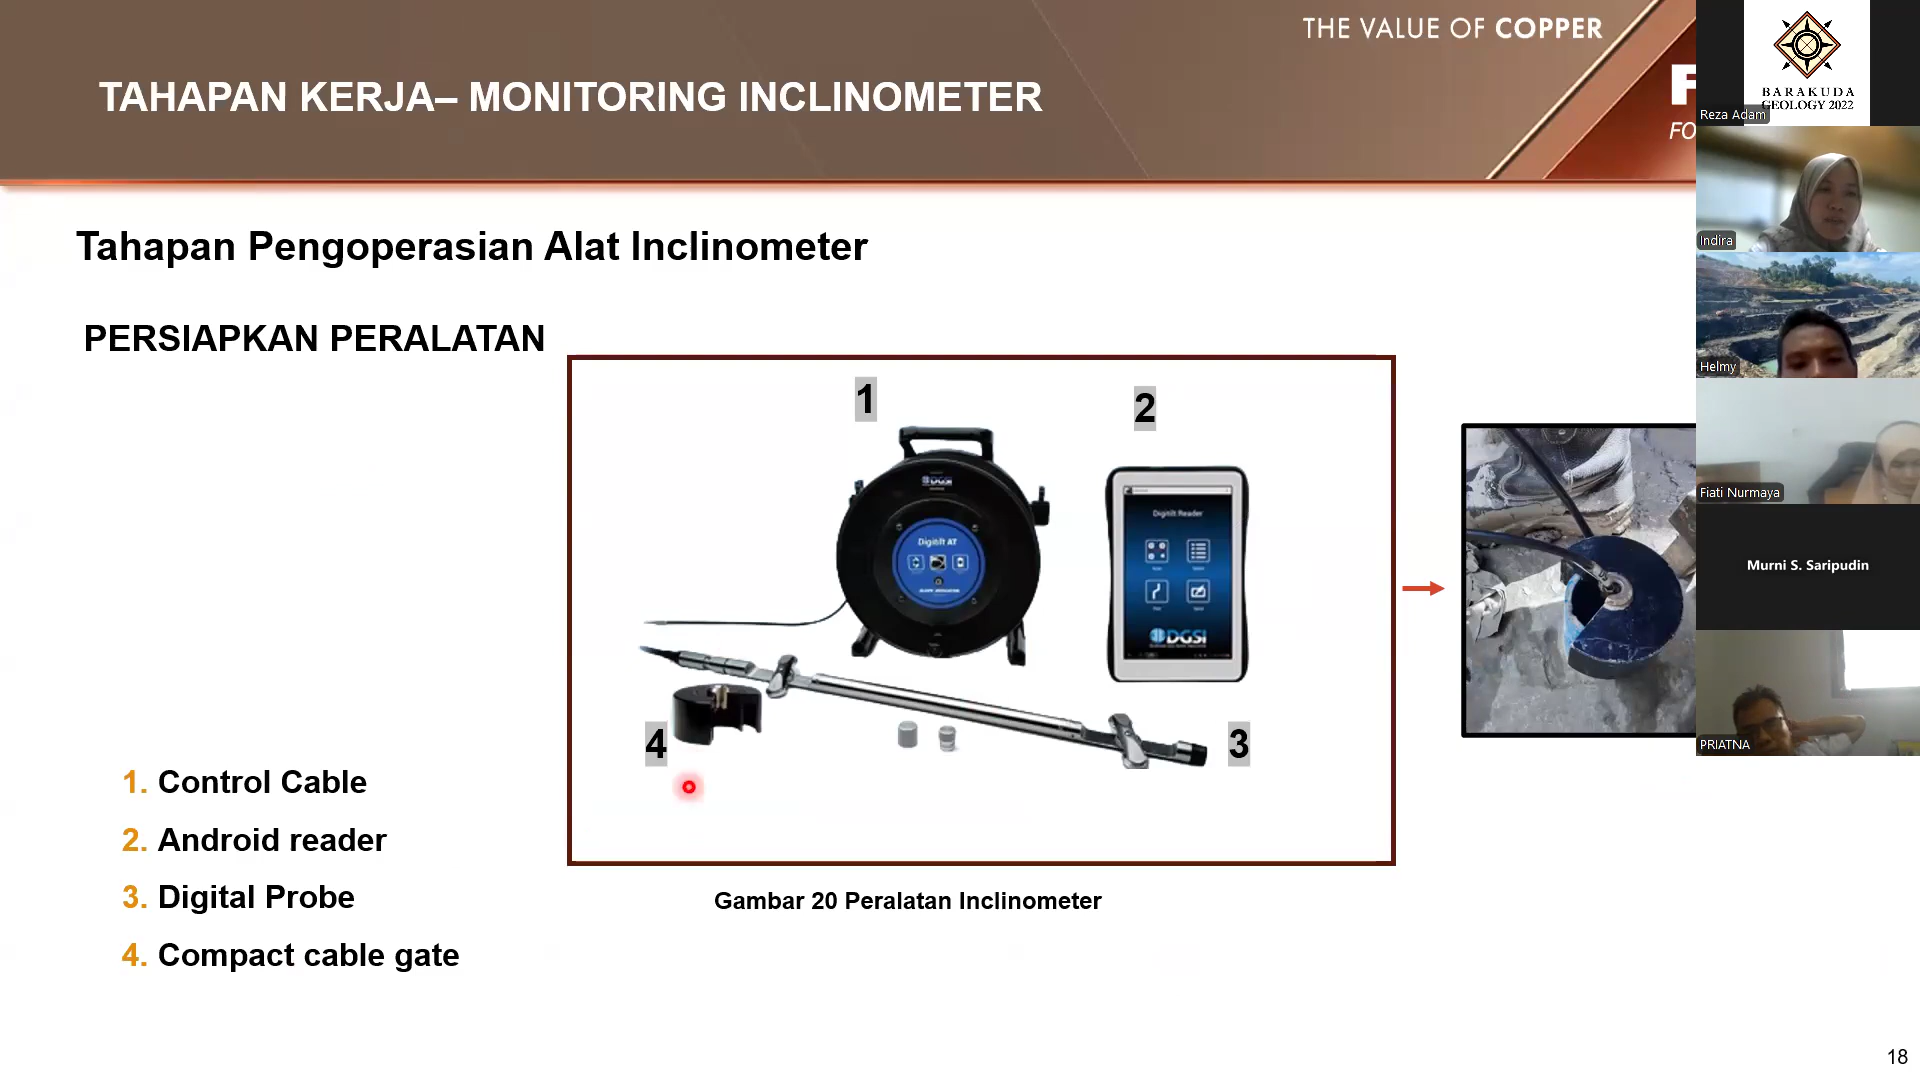 THE VALUE OF COPPER
TAHAPAN KERJA– MONITORING INCLINOMETER
F
FO
Tahapan Pengoperasian Alat Inclinometer
PERSIAPKAN PERALATAN
1
2
DGSI
Digitilt AT
Digitilt Reader
DGSI
4
3
1. Control Cable
2. Android reader
3. Digital Probe
4. Compact cable gate
Gambar 20 Peralatan Inclinometer
18
BARAKUDA
GEOLOGY 2022
Reza Adam
Indira
Helmy
Fiati Nurmaya
Murni S. Saripudin
PRIATNA